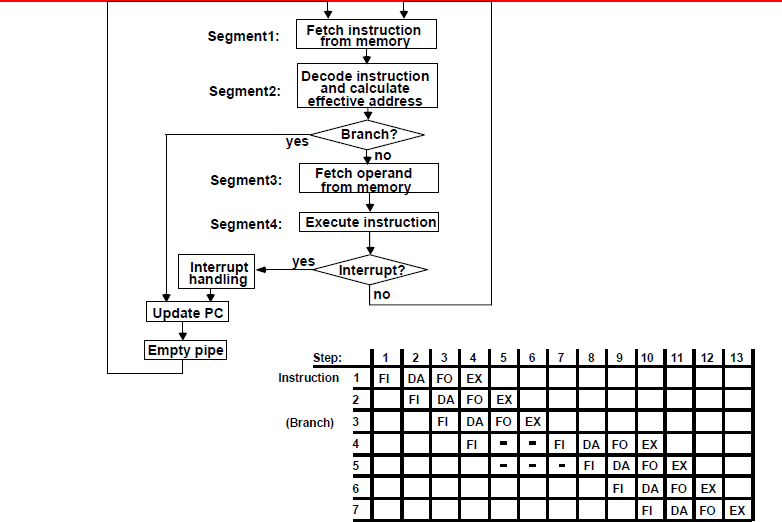 Segment1:
Fetch instruction
from memory
Segment2:
Decode instruction
and calculate
effective address
Branch?
yes
no
Segment3:
Fetch operand
from memory
Segment4:
Execute instruction
Interrupt?
yes
no
Interrupt
handling
Update PC
Empty pipe
Step: 1 2 3 4 5 6 7 8 9 10 11 12 13
Instruction 1 FI DA FO EX
2 FI DA FO EX
(Branch) 3 FI DA FO EX
4 FI - - FI DA FO EX
5 - - - FI DA FO EX
6 FI DA FO EX
7 FI DA FO EX